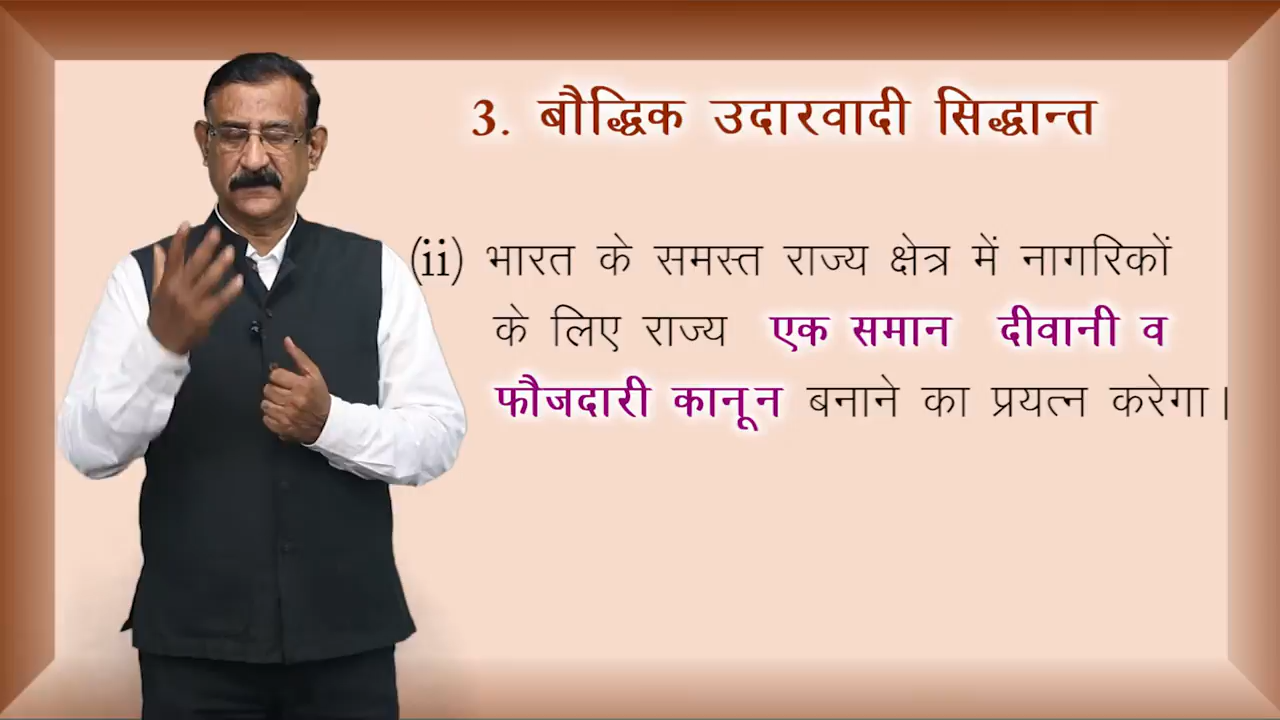 3. बौद्धिक उदारवादी सिद्धान्त
(ii) भारत के समस्त राज्य क्षेत्र में नागरिकों
के लिए राज्य एक समान दीवानी व
फौजदारी कानून बनाने का प्रयत्न करेगा।